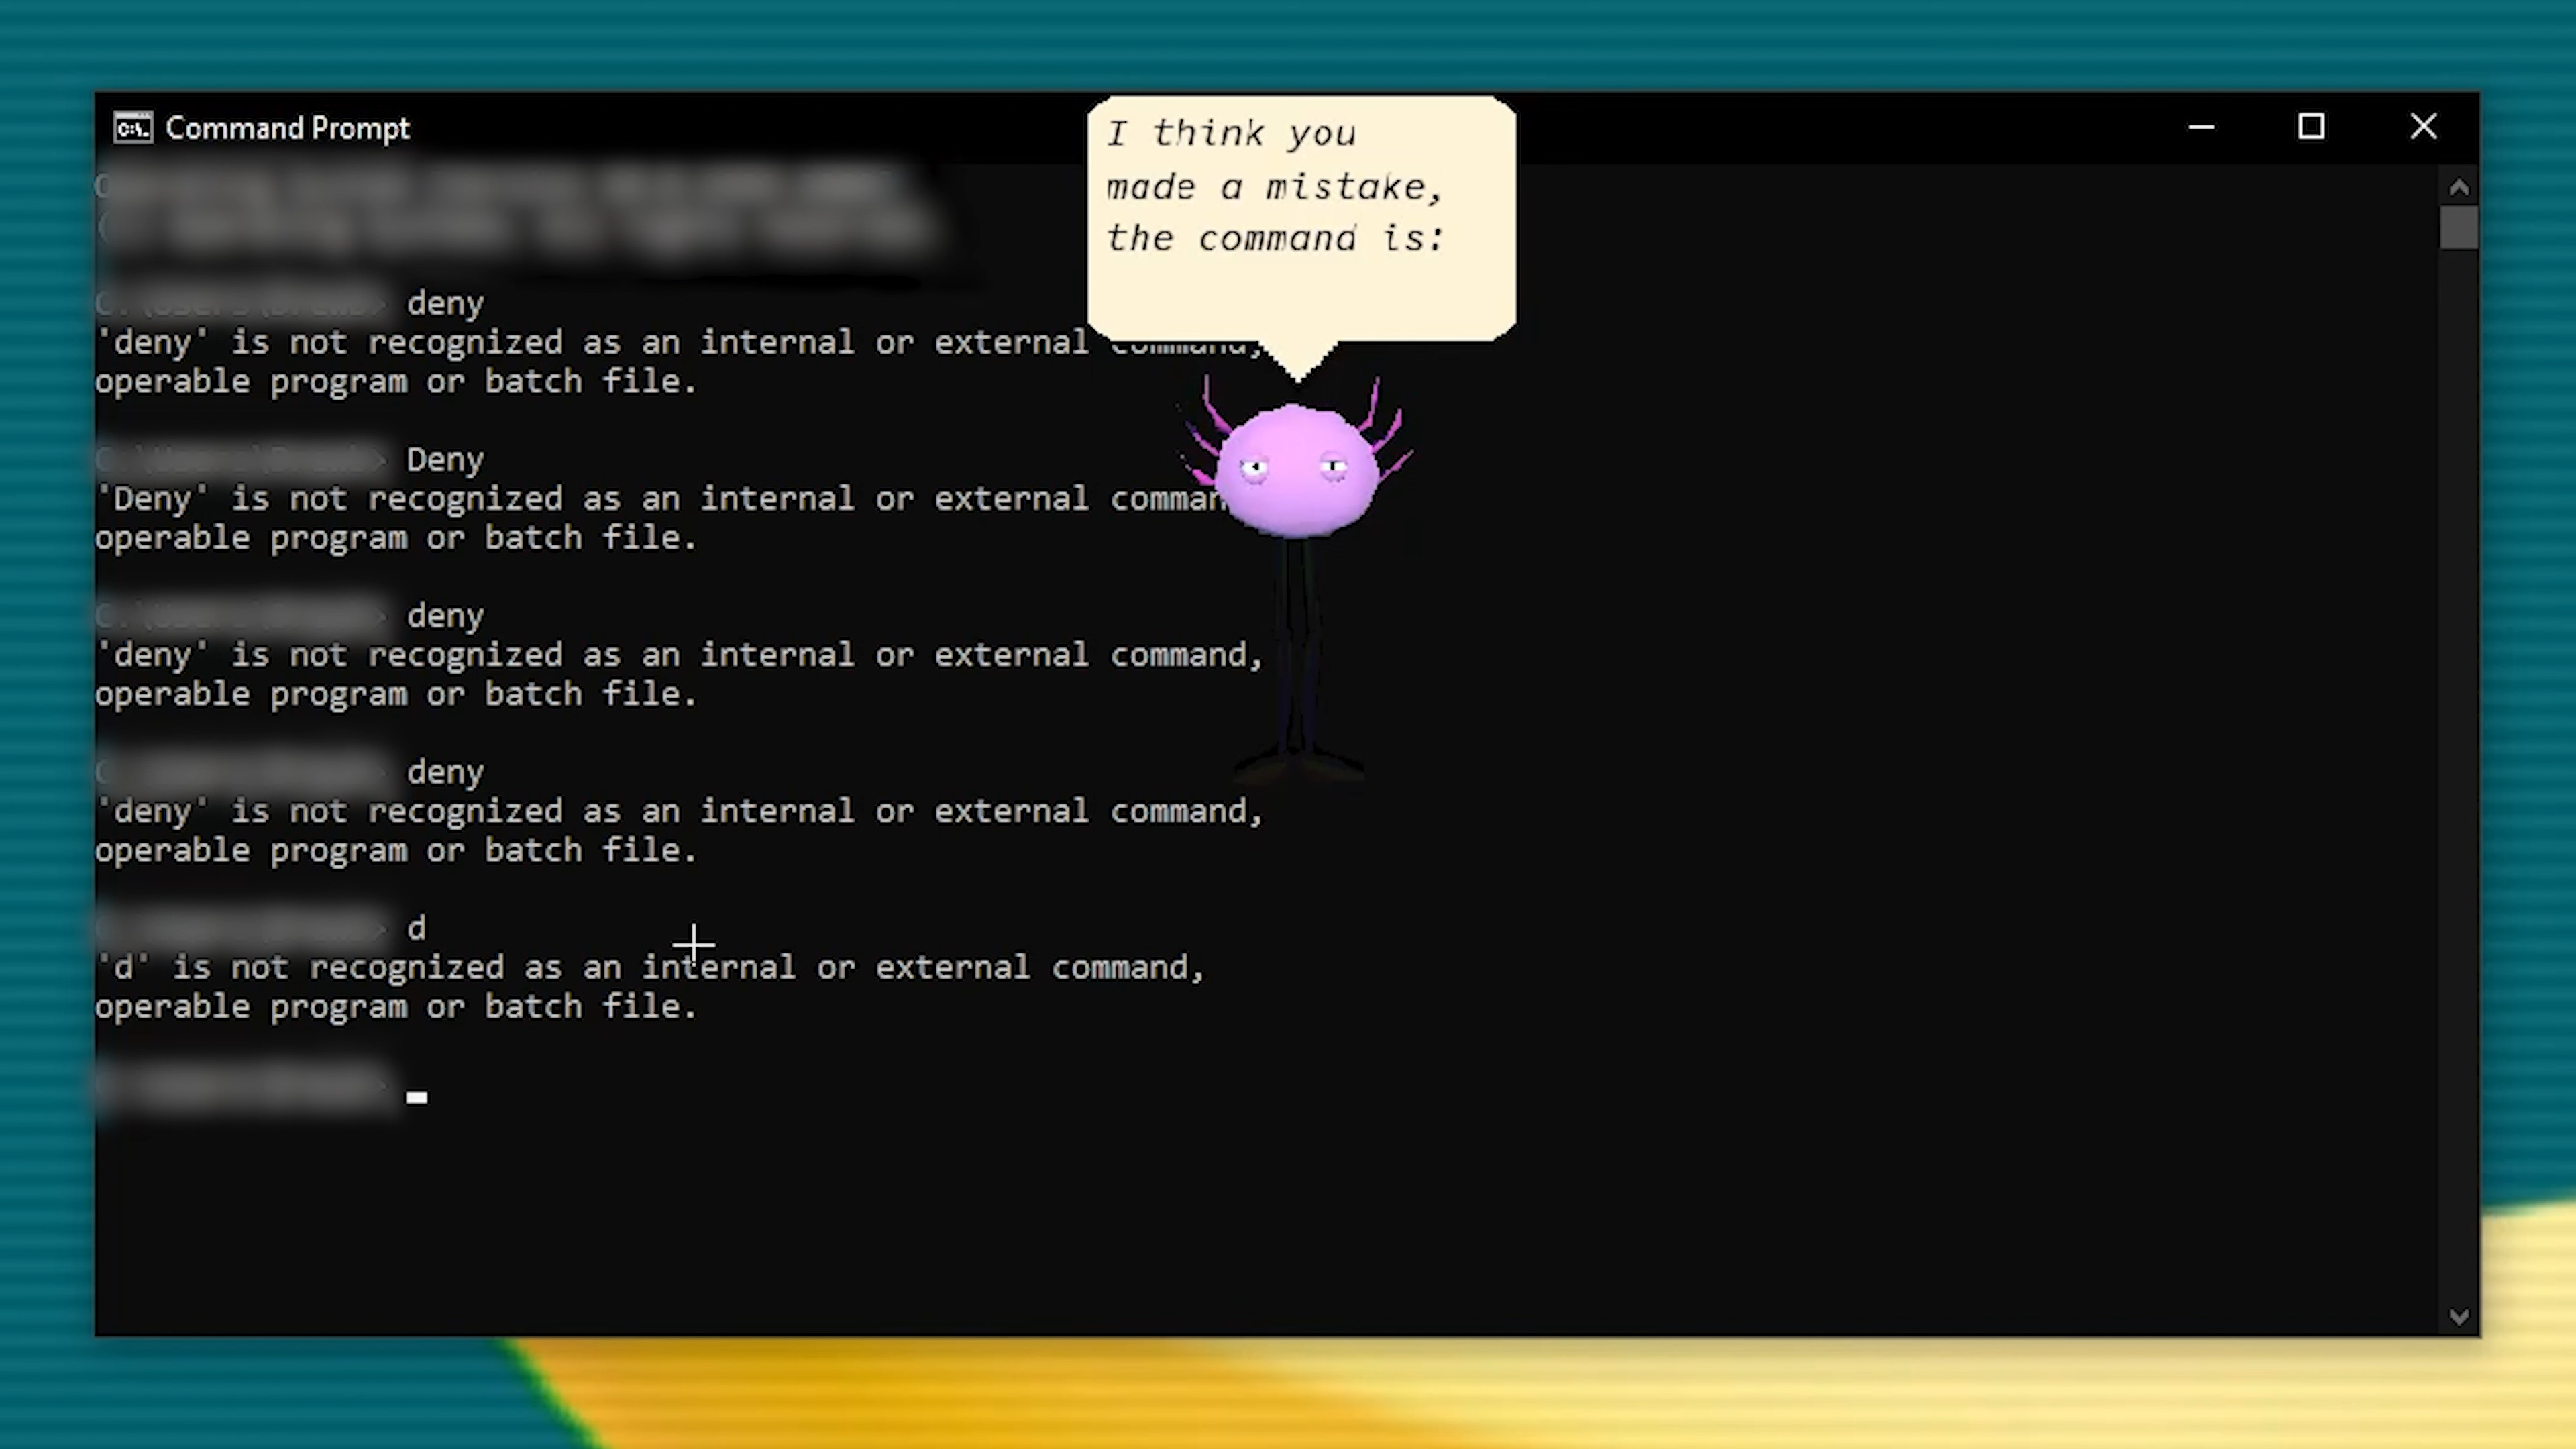 Command Prompt
I think you
made a mistake,
the command is:
deny
'deny' is not recognized as an internal or external command,
operable program or batch file.
Deny
'Deny' is not recognized as an internal or external comman
operable program or batch file.
deny
'deny' is not recognized as an internal or external command,
operable program or batch file.
deny
'deny' is not recognized as an internal or external command,
operable program or batch file.
d
'd' is not recognized as an internal or external command,
operable program or batch file.